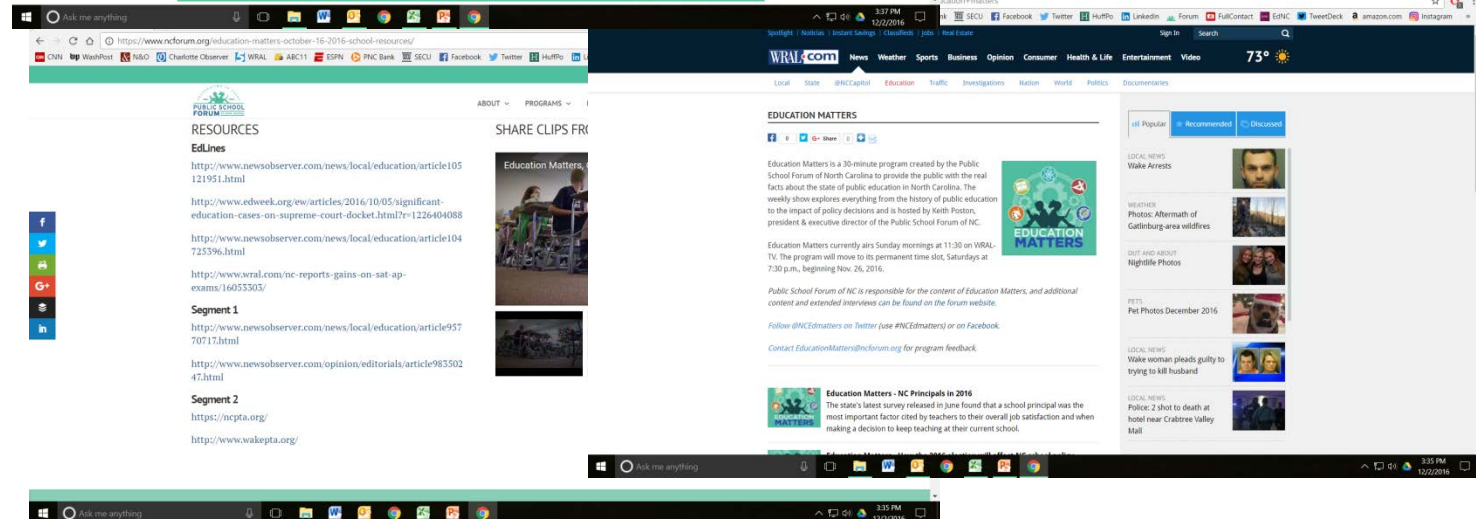 Ask me anything
3:37 PM
12/2/2016
https://www.ncforum.org/education-matters-october-16-2016-school-resources/
CNN WashPost N&O Charlotte Observer WRAL ABC11 ESPN PNC Bank SECU Facebook Twitter HuffPo
PUBLIC SCHOOL
FORUM
ABOUT PROGRAMS
RESOURCES
EdLines
http://www.newsobserver.com/news/local/education/article105
121951.html
http://www.edweek.org/ew/articles/2016/10/05/significant-
education-cases-on-supreme-court-docket.html?r=1226404088
http://www.newsobserver.com/news/local/education/article104
725396.html
http://www.wral.com/nc-reports-gains-on-sat-ap-
exams/16053303/
Segment 1
http://www.newsobserver.com/news/local/education/article957
70717.html
http://www.newsobserver.com/opinion/editorials/article983502
47.html
Segment 2
https://ncpta.org/
http://www.wakepta.org/
SHARE CLIPS FRO
Education Matters,
Ask me anything
3:35 PM
12/2/2016
nk SECU Facebook Twitter HuffPo LinkedIn Forum FullContact EdNC TweetDeck amazon.com Instagram
Spotlight | Noticias | Instant Savings | Classifieds | Jobs | Real Estate
Sign In Search
WRAL.COM News Weather Sports Business Opinion Consumer Health & Life Entertainment Video 73°
Local State @NCCapitol Education Traffic Investigations Nation World Politics Documentaries
EDUCATION MATTERS
0 G+ Share 0
Education Matters is a 30-minute program created by the Public
School Forum of North Carolina to provide the public with the real
facts about the state of public education in North Carolina. The
weekly show explores everything from the history of public education
to the impact of policy decisions and is hosted by Keith Poston,
president & executive director of the Public School Forum of NC.
EDUCATION
MATTERS
Education Matters currently airs Sunday mornings at 11:30 on WRAL-
TV. The program will move to its permanent time slot, Saturdays at
7:30 p.m., beginning Nov. 26, 2016.
Public School Forum of NC is responsible for the content of Education Matters, and additional
content and extended interviews can be found on the forum website.
Follow @NCEdmatters on Twitter (use #NCEdmatters) or on Facebook.
Contact EducationMatters@ncforum.org for program feedback.
EDUCATION
MATTERS
Education Matters - NC Principals in 2016
The state's latest survey released in June found that a school principal was the
most important factor cited by teachers to their overall job satisfaction and when
making a decision to keep teaching at their current school.
Popular Recommended Discussed
LOCAL NEWS
Wake Arrests
WEATHER
Photos: Aftermath of
Gatlinburg-area wildfires
OUT AND ABOUT
Nightlife Photos
PETS
Pet Photos December 2016
LOCAL NEWS
Wake woman pleads guilty to
trying to kill husband
LOCAL NEWS
Police: 2 shot to death at
hotel near Crabtree Valley
Mall
Ask me anything
3:35 PM
12/2/2016